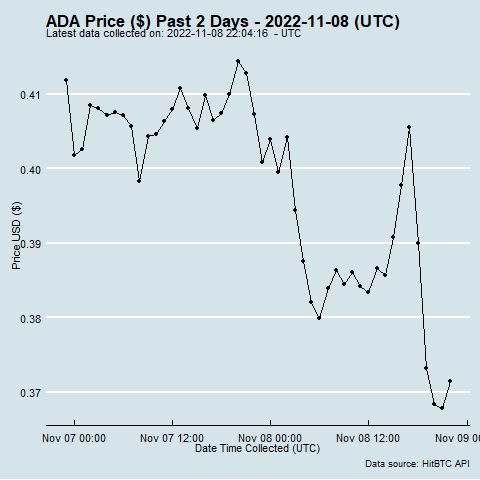 ADA Price ($) Past 2 Days - 2022-11-08 (UTC)
Latest data collected on: 2022-11-08 22:04:16 - UTC
0.41
0.40
0.39
0.38
0.37
Price USD ($)
Nov 07 00:00 Nov 07 12:00 Nov 08 00:00 Nov 08 12:00 Nov 09 0
Date Time Collected (UTC)
Data source: HitBTC API